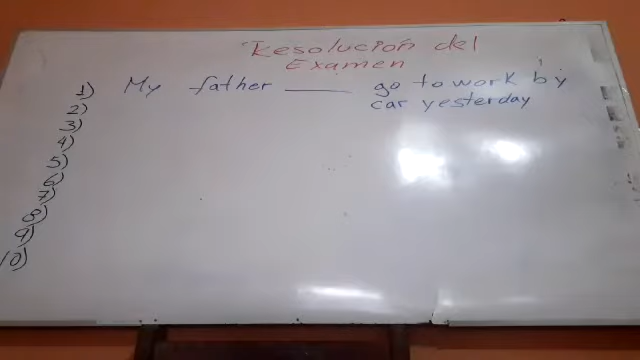 "Resolución del
Examen
1) My father ____ go to work by
car yesterday
2)
3)
4)
5)
6)
7)
8)
9)
10)